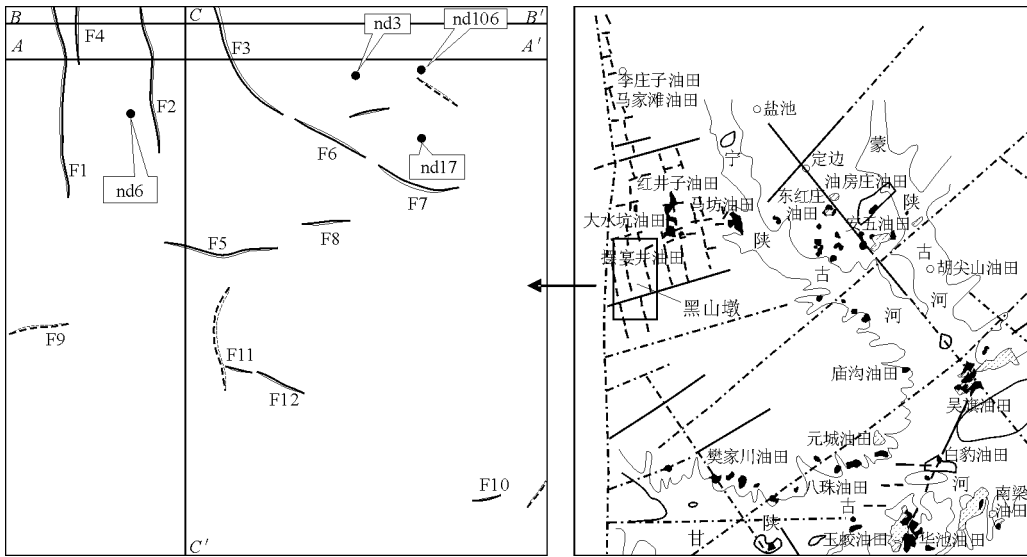 B
C
B′
A
A′
F4
F3
nd3
nd106
F2
F1
nd6
F6
nd17
F7
F5
F8
F9
F11
F12
F10
C′
李庄子油田
马家滩油田
盐池
宁
蒙
定边
红井子油田
马坊油田
油房庄油田
东红庄
油田
陕
大水坑油田
安五油田
摆宴井油田
陕
古
古
胡尖山油田
黑山墩
河
河
庙沟油田
吴旗油田
元城油田
白豹油田
樊家川油田
八珠油田
河
南梁
油田
古
陕
甘
华池油田